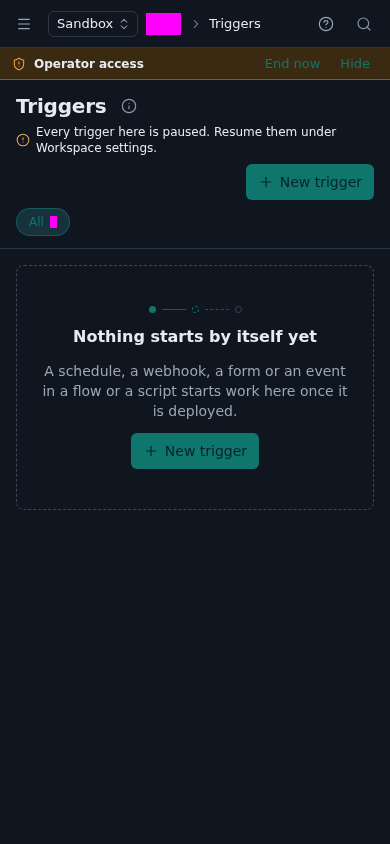 Sandbox
Triggers
Operator access
End now
Hide
Triggers
Every trigger here is paused. Resume them under
Workspace settings.
New trigger
All
Nothing starts by itself yet
A schedule, a webhook, a form or an event
in a flow or a script starts work here once it
is deployed.
New trigger